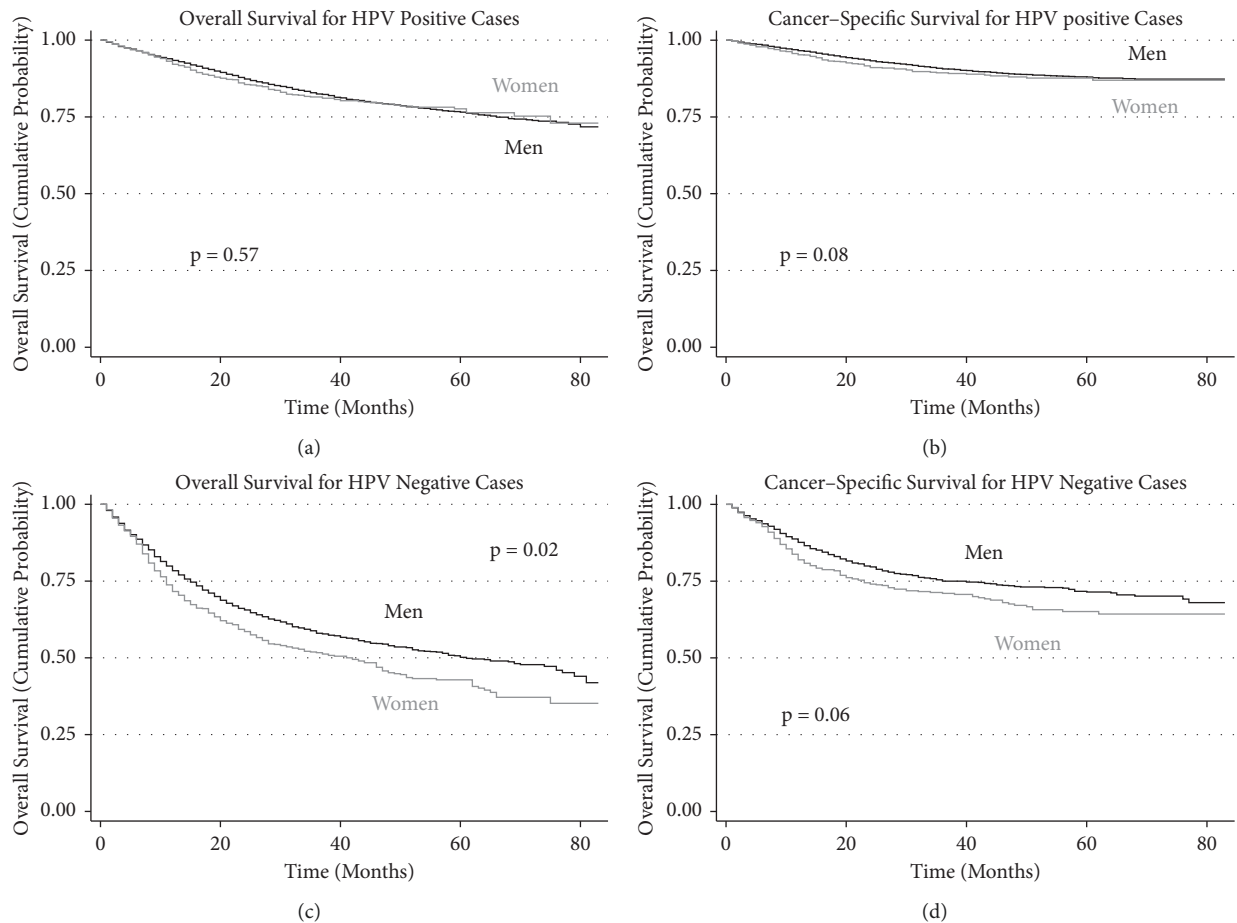 Overall Survival for HPV Positive Cases
Overall Survival (Cumulative Probability)
1.00
0.75
0.50
0.25
0.00
Women
Men
p = 0.57
0 20 40 60 80
Time (Months)
(a)
Cancer–Specific Survival for HPV positive Cases
Overall Survival (Cumulative Probability)
1.00
0.75
0.50
0.25
0.00
Men
Women
p = 0.08
0 20 40 60 80
Time (Months)
(b)
Overall Survival for HPV Negative Cases
Overall Survival (Cumulative Probability)
1.00
0.75
0.50
0.25
0.00
p = 0.02
Men
Women
0 20 40 60 80
Time (Months)
(c)
Cancer–Specific Survival for HPV Negative Cases
Overall Survival (Cumulative Probability)
1.00
0.75
0.50
0.25
0.00
Men
Women
p = 0.06
0 20 40 60 80
Time (Months)
(d)